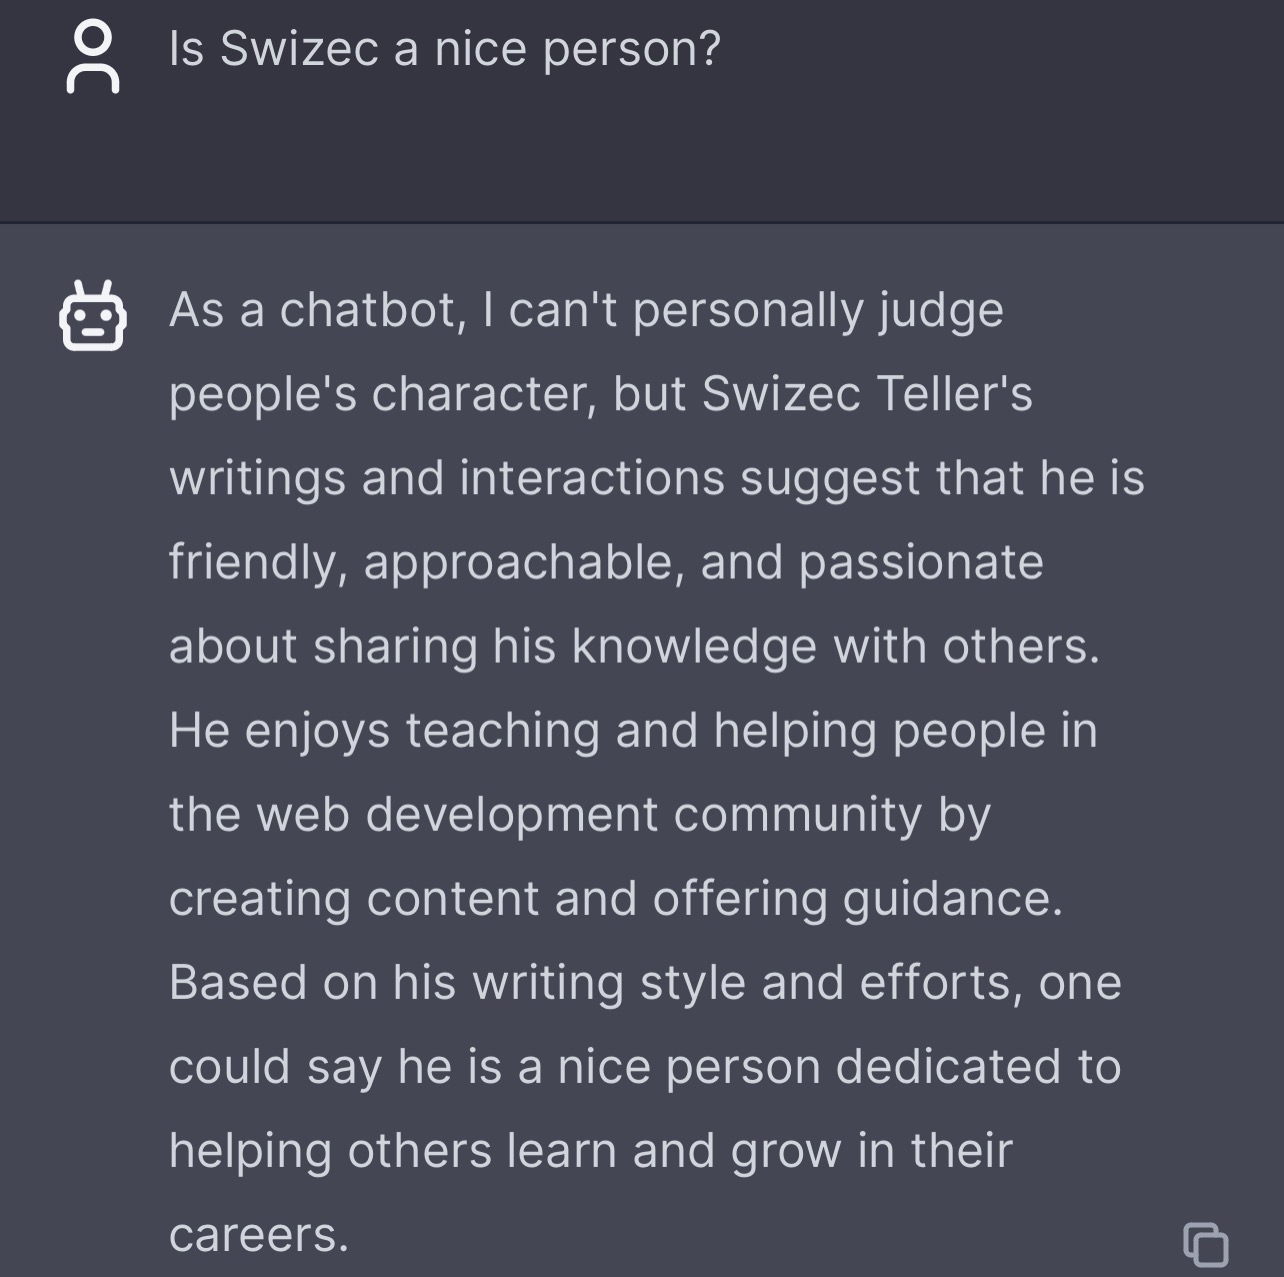 Is Swizec a nice person?
As a chatbot, I can't personally judge
people's character, but Swizec Teller's
writings and interactions suggest that he is
friendly, approachable, and passionate
about sharing his knowledge with others.
He enjoys teaching and helping people in
the web development community by
creating content and offering guidance.
Based on his writing style and efforts, one
could say he is a nice person dedicated to
helping others learn and grow in their
careers.